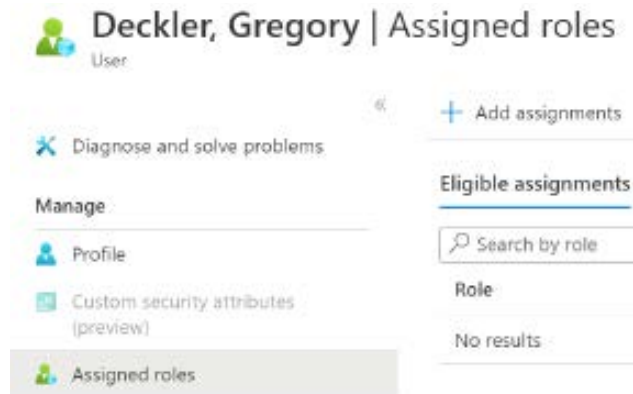 Deckler, Gregory | Assigned roles
User
«
Diagnose and solve problems
Manage
Profile
Custom security attributes
(preview)
Assigned roles
+ Add assignments
Eligible assignments
Search by role
Role
No results